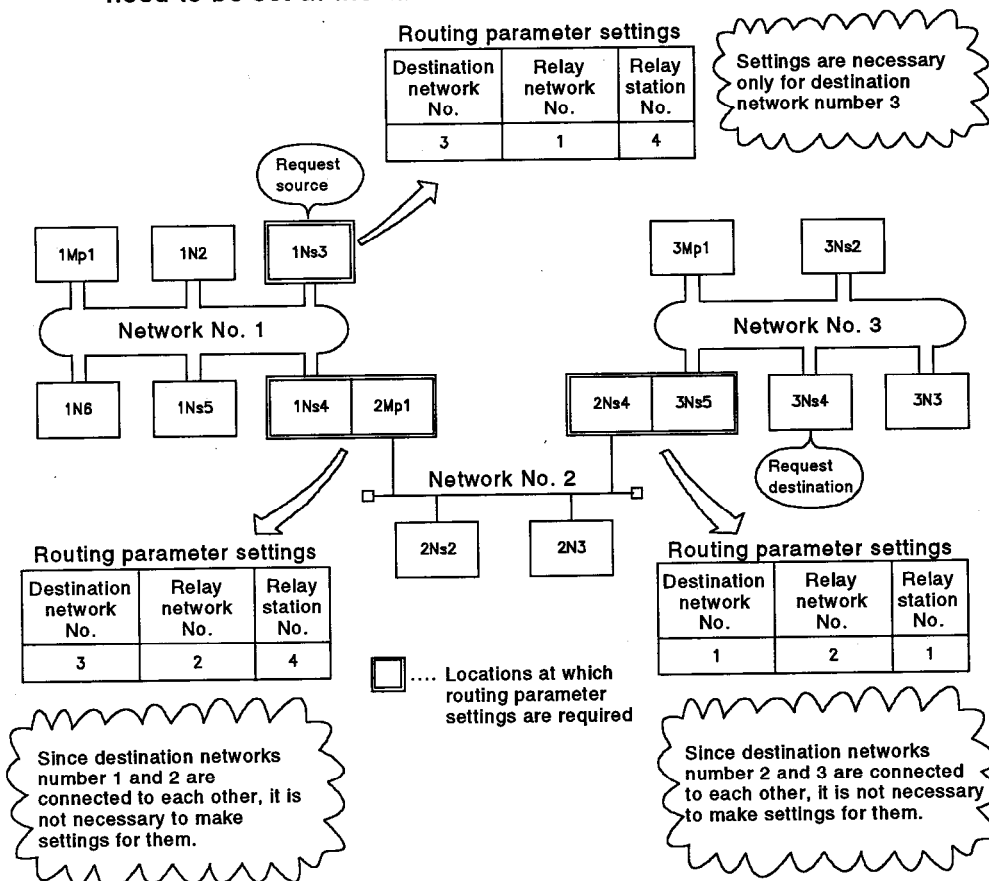 Routing parameter settings
Destination network No. Relay network No. Relay station No.
3 1 4
Settings are necessary
only for destination
network number 3
Request
source
1Mp1 1N2 1Ns3
3Mp1 3Ns2
Network No. 1
Network No. 3
1N6 1Ns5 1Ns4 2Mp1
2Ns4 3Ns5 3Ns4 3N3
Request
destination
Network No. 2
2Ns2 2N3
Routing parameter settings
Destination network No. Relay network No. Relay station No.
3 2 4
Routing parameter settings
Destination network No. Relay network No. Relay station No.
1 2 1
.... Locations at which
routing parameter
settings are required
Since destination networks
number 1 and 2 are
connected to each other, it is
not necessary to make
settings for them.
Since destination networks
number 2 and 3 are connected
to each other, it is not necessary
to make settings for them.